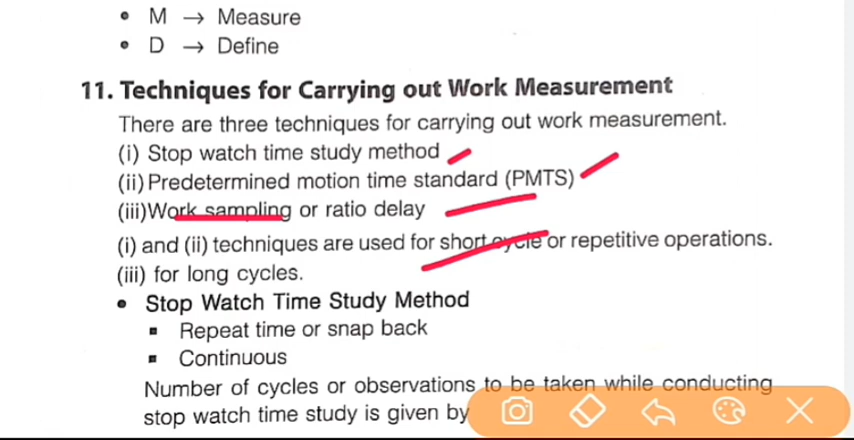 • M → Measure
• D → Define
11. Techniques for Carrying out Work Measurement
There are three techniques for carrying out work measurement.
(i) Stop watch time study method
(ii) Predetermined motion time standard (PMTS)
(iii)Work sampling or ratio delay
(i) and (ii) techniques are used for short cycle or repetitive operations.
(iii) for long cycles.
• Stop Watch Time Study Method
▪ Repeat time or snap back
▪ Continuous
Number of cycles or observations to be taken while conducting
stop watch time study is given by